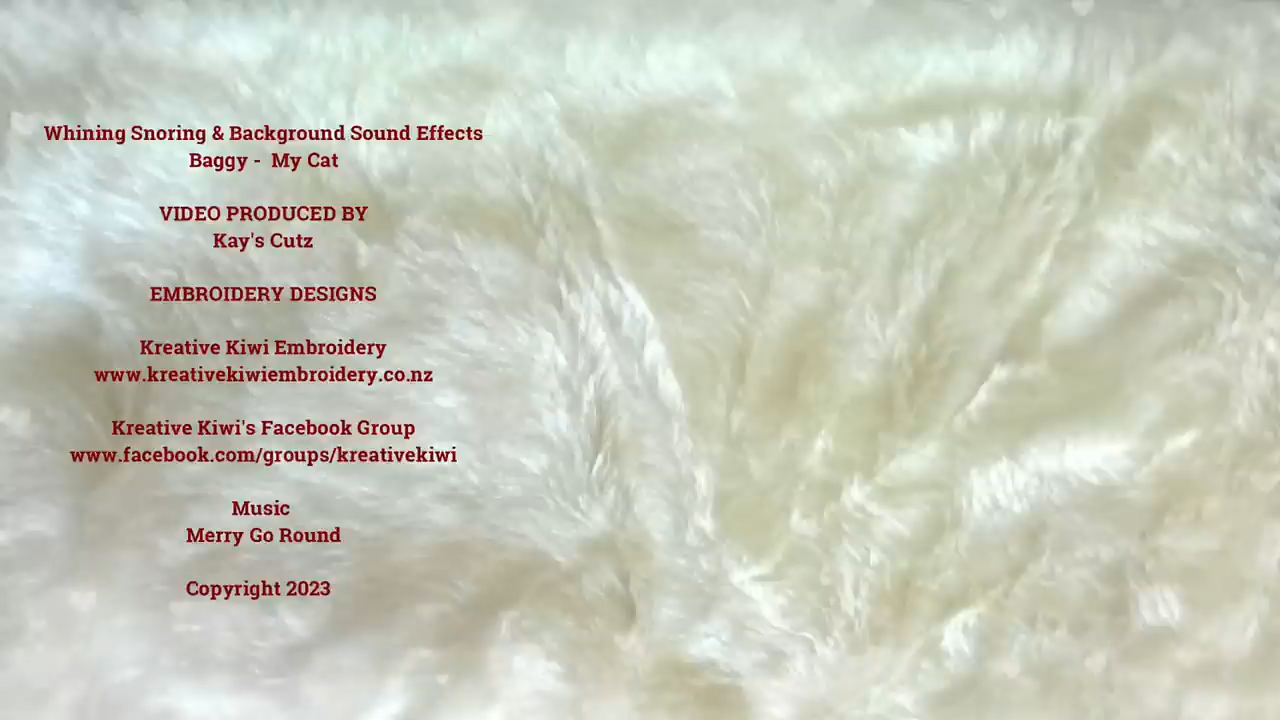 Whining Snoring & Background Sound Effects
Baggy - My Cat
VIDEO PRODUCED BY
Kay's Cutz
EMBROIDERY DESIGNS
Kreative Kiwi Embroidery
www.kreativekiwiembroidery.co.nz
Kreative Kiwi's Facebook Group
www.facebook.com/groups/kreativekiwi
Music
Merry Go Round
Copyright 2023